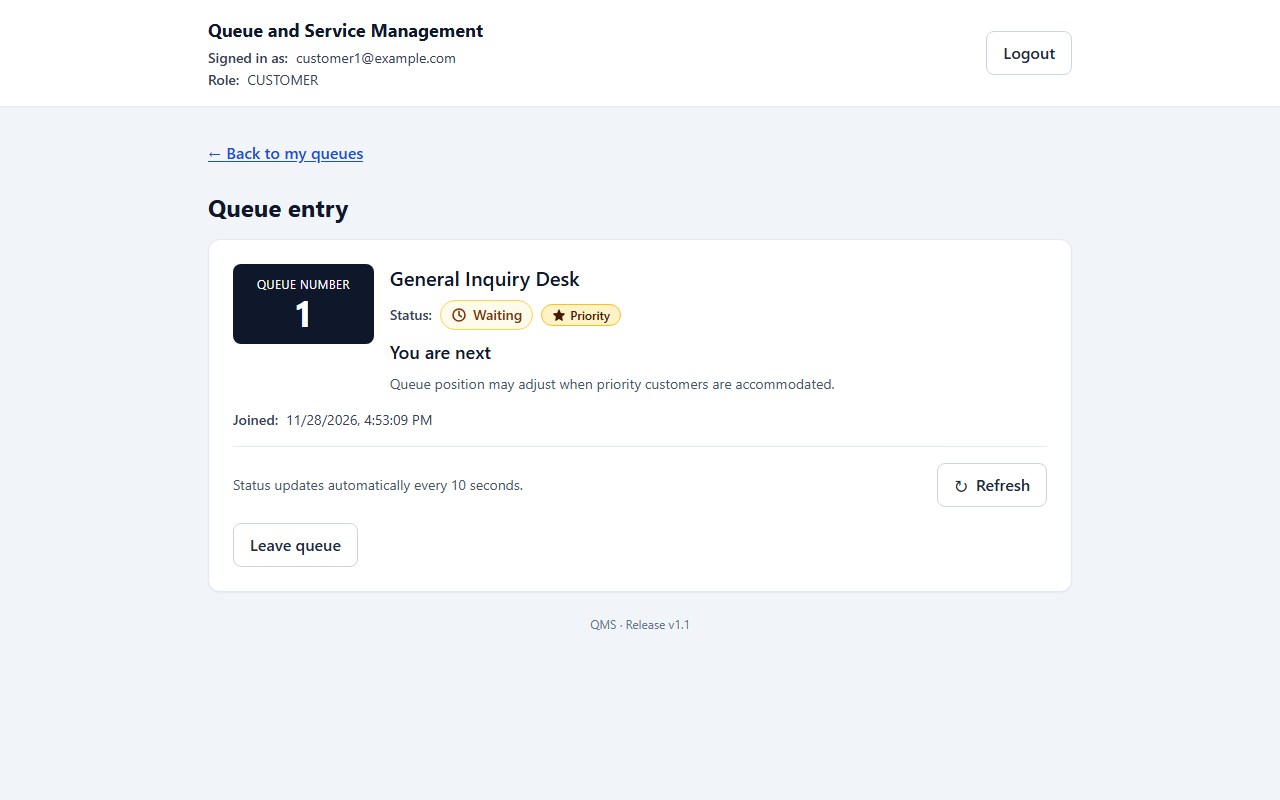 Queue and Service Management
Signed in as: customer1@example.com
Role: CUSTOMER
Logout
← Back to my queues
Queue entry
QUEUE NUMBER
1
General Inquiry Desk
Status: Waiting Priority
You are next
Queue position may adjust when priority customers are accommodated.
Joined: 11/28/2026, 4:53:09 PM
Status updates automatically every 10 seconds.
↻ Refresh
Leave queue
QMS · Release v1.1